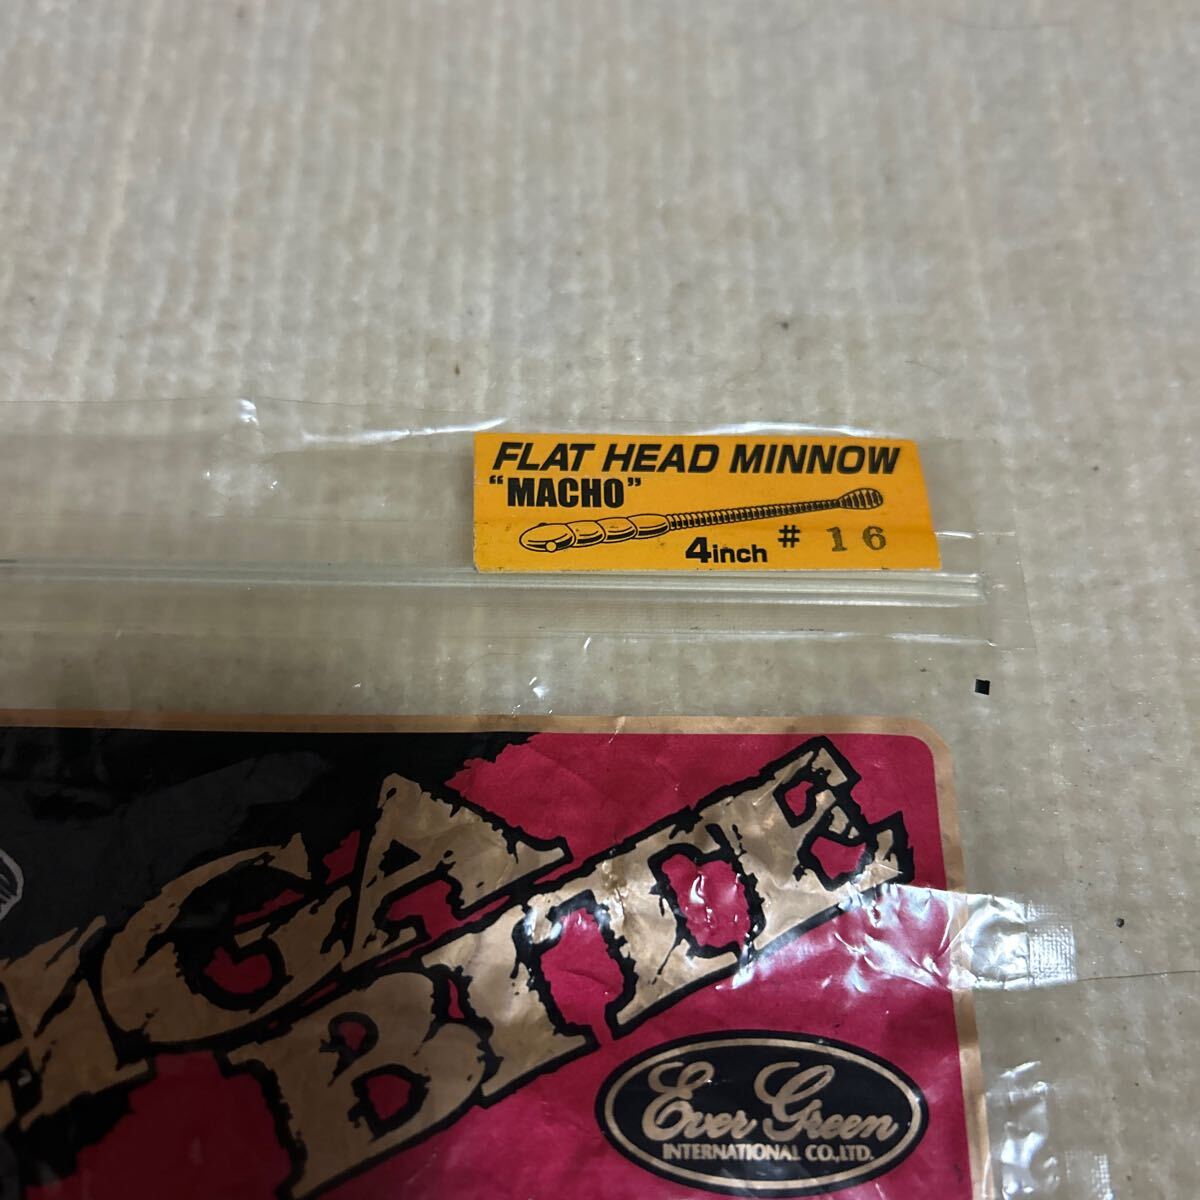 FLAT HEAD MINNOW
"MACHO"
4inch # 16
BITE
Ever Green
INTERNATIONAL CO.,LTD.